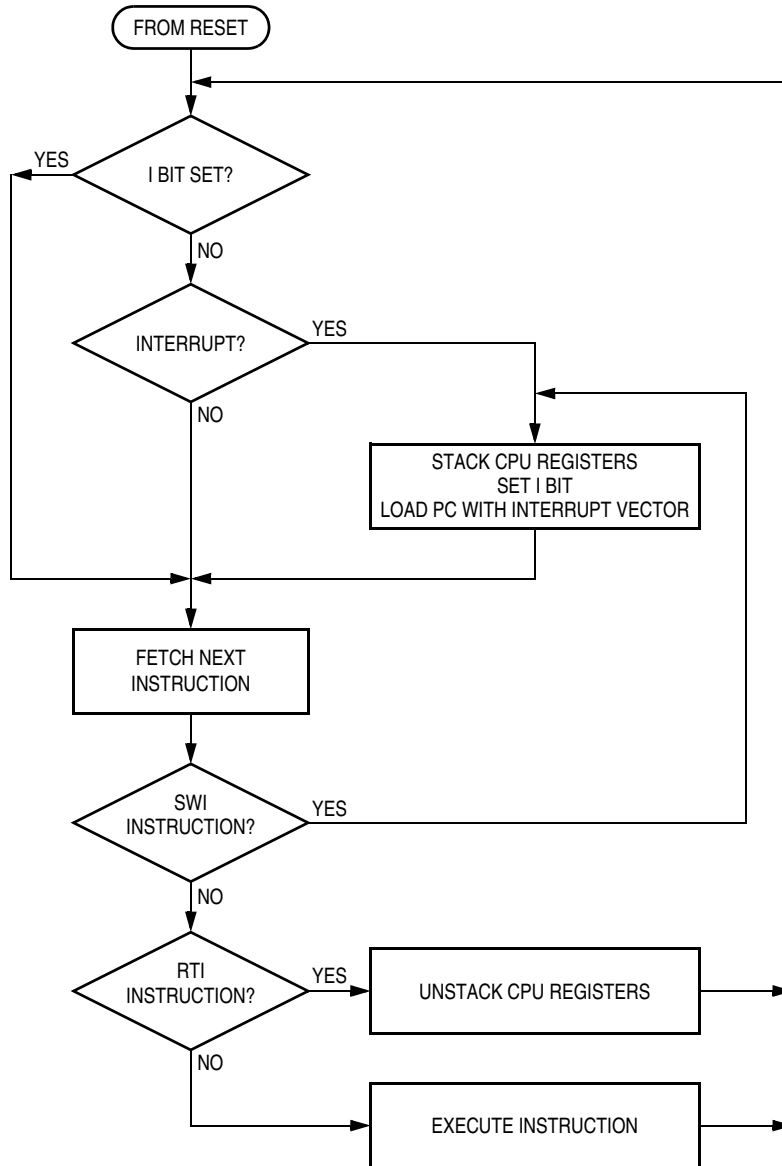 FROM RESET
YES
I BIT SET?
NO
INTERRUPT?
YES
NO
STACK CPU REGISTERS
SET I BIT
LOAD PC WITH INTERRUPT VECTOR
FETCH NEXT
INSTRUCTION
SWI
INSTRUCTION?
YES
NO
RTI
INSTRUCTION?
YES
UNSTACK CPU REGISTERS
NO
EXECUTE INSTRUCTION